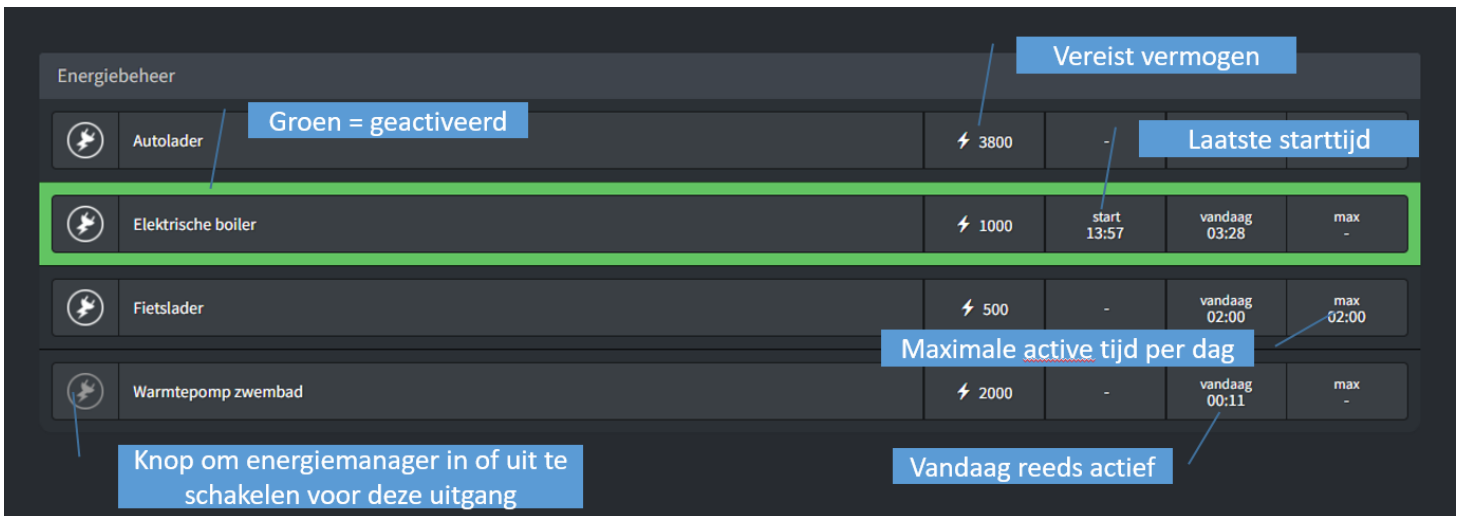 Vereist vermogen
Energiebeheer
Groen = geactiveerd
Autolader
3800
-
Laatste starttijd
Elektrische boiler
1000
start
13:57
vandaag
03:28
max
-
Fietslader
500
-
vandaag
02:00
max
02:00
Maximale active tijd per dag
Warmtepomp zwembad
2000
-
vandaag
00:11
max
-
Knop om energiemanager in of uit te
schakelen voor deze uitgang
Vandaag reeds actief